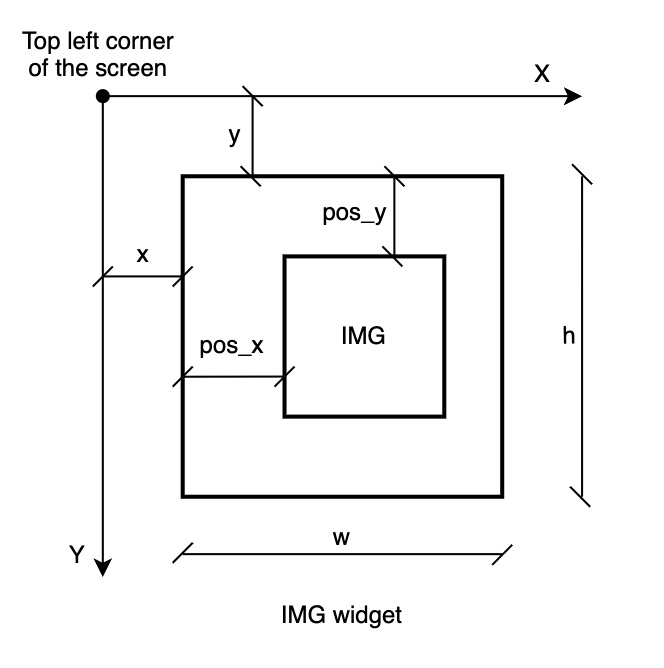 Top left corner
of the screen
X
y
pos_y
x
IMG
h
pos_x
Y
w
IMG widget